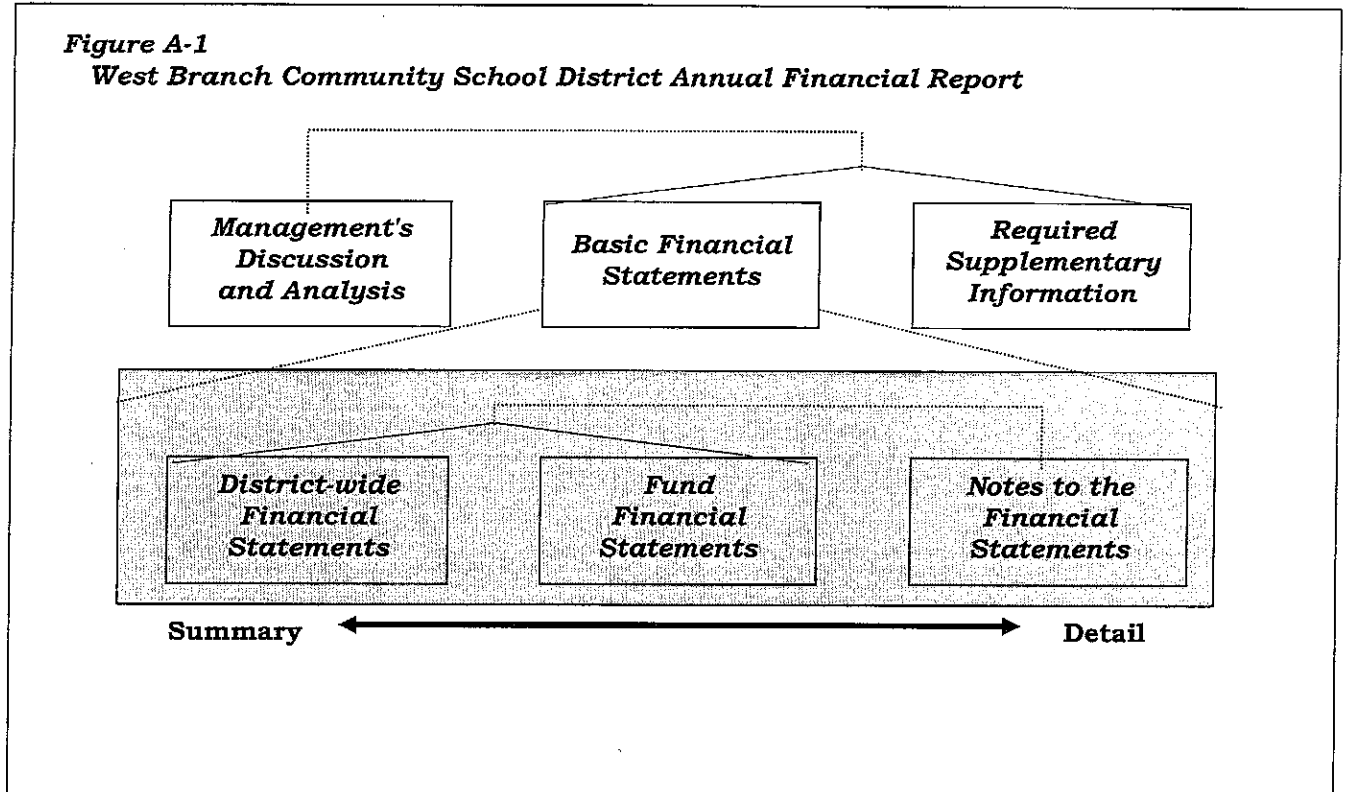 Figure A-1
West Branch Community School District Annual Financial Report
Management's
Discussion
and Analysis
Basic Financial
Statements
Required
Supplementary
Information
District-wide
Financial
Statements
Fund
Financial
Statements
Notes to the
Financial
Statements
Summary
Detail